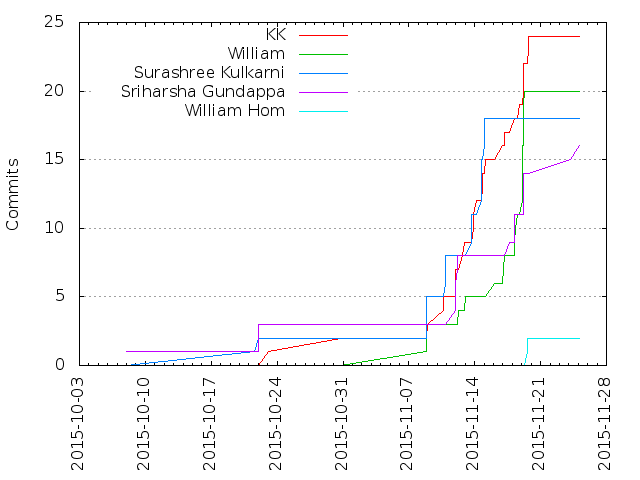 25
20
15
10
5
0
Commits
KK
William
Surashree Kulkarni
Sriharsha Gundappa
William Hom
2015-10-03
2015-10-10
2015-10-17
2015-10-24
2015-10-31
2015-11-07
2015-11-14
2015-11-21
2015-11-28